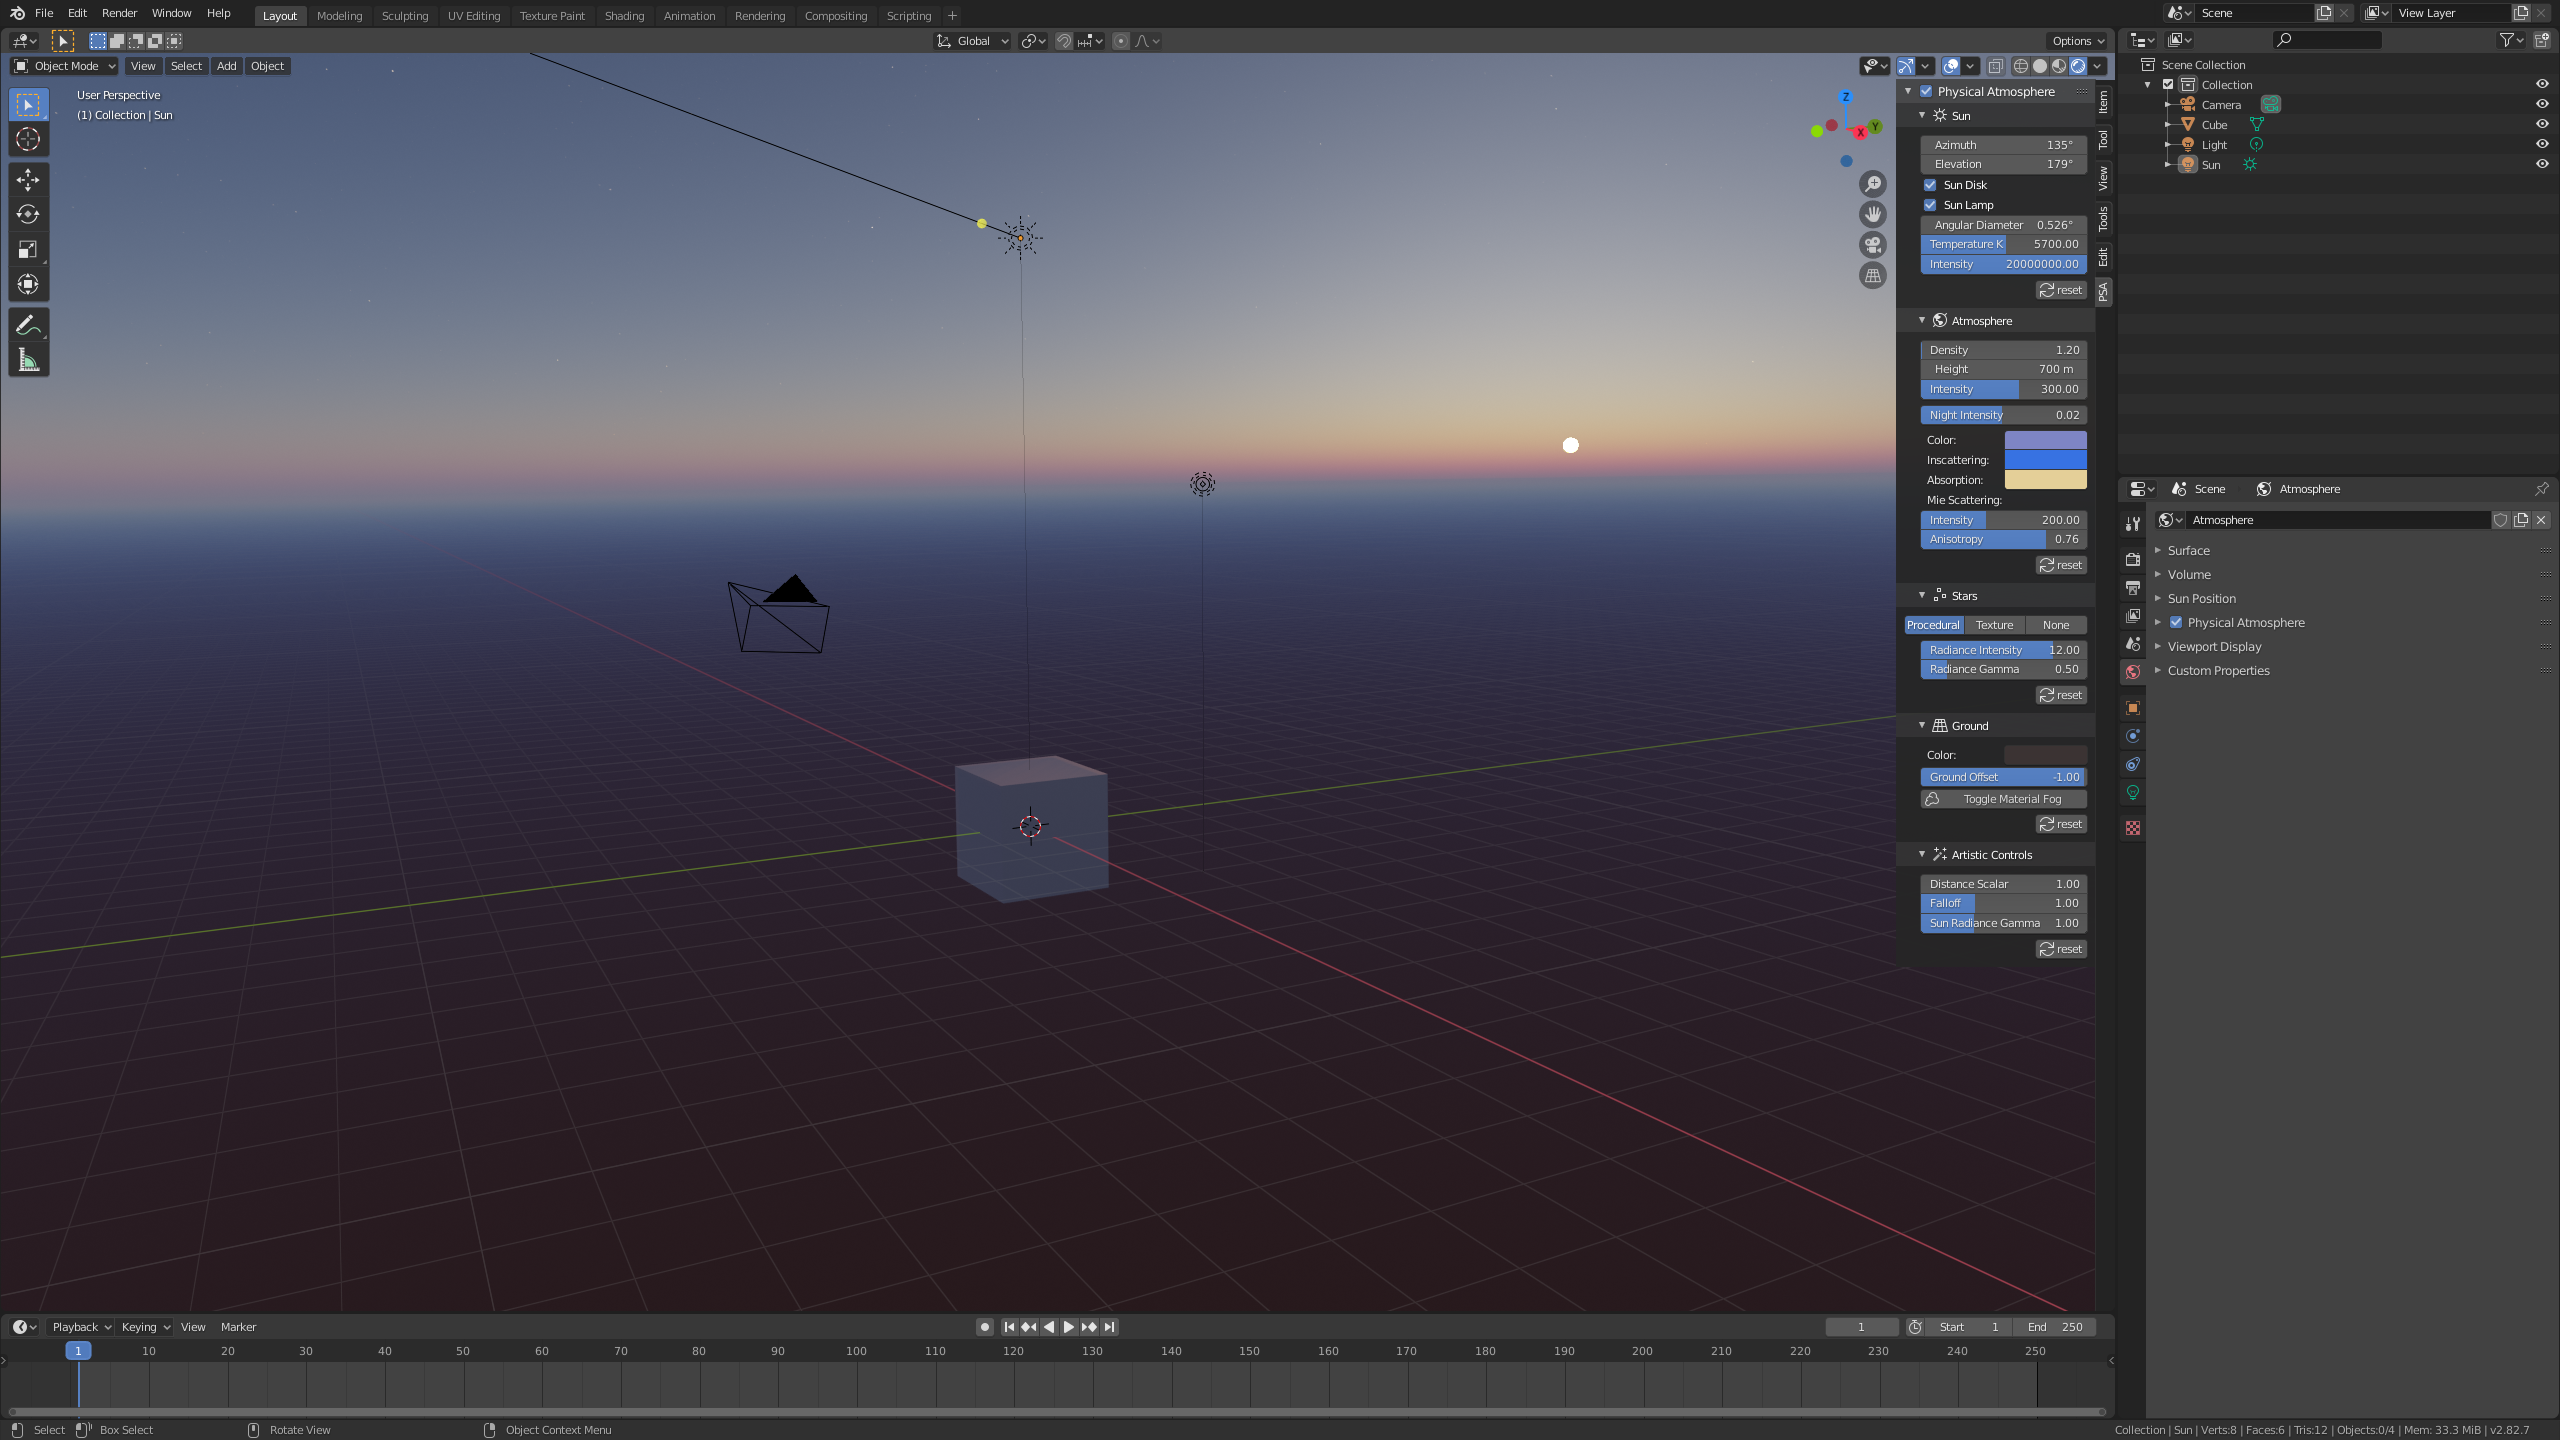 File Edit Render Window Help
Layout Modeling Sculpting UV Editing Texture Paint Shading Animation Rendering Compositing Scripting +
Scene
View Layer
Global
Options
Object Mode View Select Add Object
User Perspective
(1) Collection | Sun
Z
X
Y
Physical Atmosphere
Sun
Azimuth 135°
Elevation 179°
Sun Disk
Sun Lamp
Angular Diameter 0.526°
Temperature K 5700.00
Intensity 20000000.00
reset
Atmosphere
Density 1.20
Height 700 m
Intensity 300.00
Night Intensity 0.02
Color:
Inscattering:
Absorption:
Mie Scattering:
Intensity 200.00
Anisotropy 0.76
reset
Stars
Procedural Texture None
Radiance Intensity 12.00
Radiance Gamma 0.50
reset
Ground
Color:
Ground Offset -1.00
Toggle Material Fog
reset
Artistic Controls
Distance Scalar 1.00
Falloff 1.00
Sun Radiance Gamma 1.00
reset
Item
Tool
View
Tools
Edit
PSA
Scene Collection
Collection
Camera
Cube
Light
Sun
Scene Atmosphere
Atmosphere
Surface
Volume
Sun Position
Physical Atmosphere
Viewport Display
Custom Properties
Playback Keying View Marker
1
Start 1
End 250
1 10 20 30 40 50 60 70 80 90 100 110 120 130 140 150 160 170 180 190 200 210 220 230 240 250
Select Box Select Rotate View Object Context Menu
Collection | Sun | Verts:8 | Faces:6 | Tris:12 | Objects:0/4 | Mem: 33.3 MiB | v2.82.7